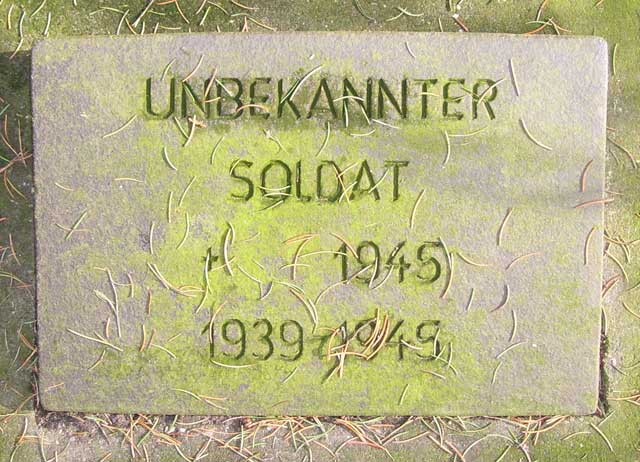 UNBEKANNTER
SOLDAT
† 1945
1939-1945